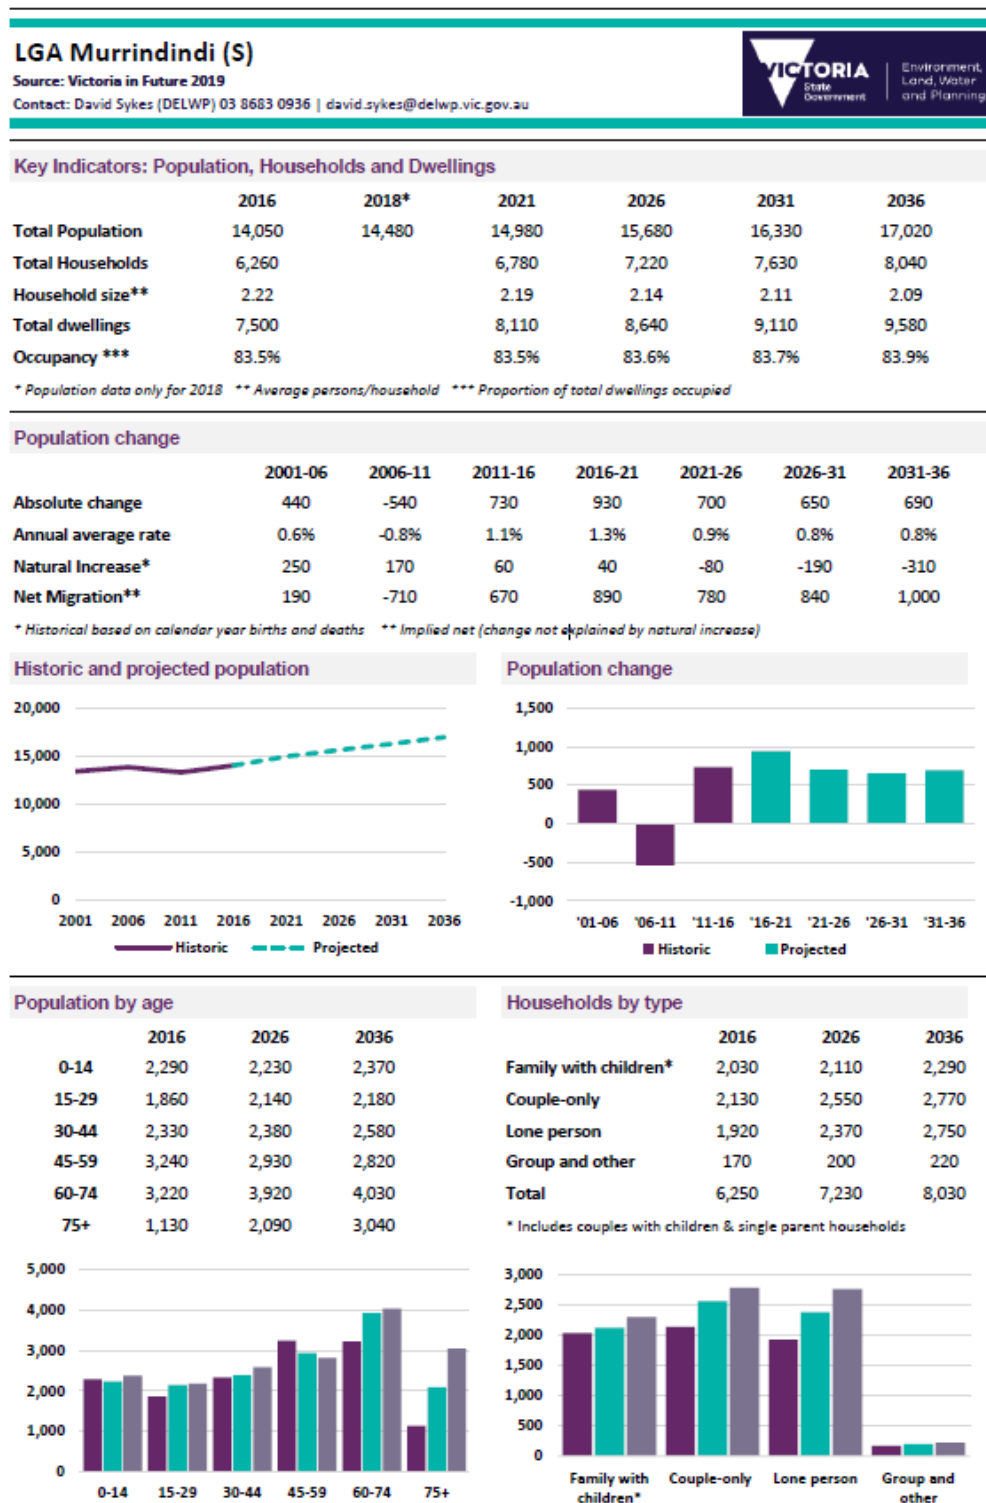 LGA Murrindindi (S)
Source: Victoria in Future 2019
Contact: David Sykes (DELWP) 03 8683 0936 | david.sykes@delwp.vic.gov.au
VICTORIA
State
Government
Environment,
Land, Water
and Planning
Key Indicators: Population, Households and Dwellings
2016 2018* 2021 2026 2031 2036
Total Population 14,050 14,480 14,980 15,680 16,330 17,020
Total Households 6,260 6,780 7,220 7,630 8,040
Household size** 2.22 2.19 2.14 2.11 2.09
Total dwellings 7,500 8,110 8,640 9,110 9,580
Occupancy *** 83.5% 83.5% 83.6% 83.7% 83.9%
* Population data only for 2018 ** Average persons/household *** Proportion of total dwellings occupied
Population change
2001-06 2006-11 2011-16 2016-21 2021-26 2026-31 2031-36
Absolute change 440 -540 730 930 700 650 690
Annual average rate 0.6% -0.8% 1.1% 1.3% 0.9% 0.8% 0.8%
Natural Increase* 250 170 60 40 -80 -190 -310
Net Migration** 190 -710 670 890 780 840 1,000
* Historical based on calendar year births and deaths ** Implied net (change not explained by natural increase)
Historic and projected population
20,000
15,000
10,000
5,000
0
2001 2006 2011 2016 2021 2026 2031 2036
Historic Projected
Population change
1,500
1,000
500
0
-500
-1,000
'01-06 '06-11 '11-16 '16-21 '21-26 '26-31 '31-36
Historic Projected
Population by age
2016 2026 2036
0-14 2,290 2,230 2,370
15-29 1,860 2,140 2,180
30-44 2,330 2,380 2,580
45-59 3,240 2,930 2,820
60-74 3,220 3,920 4,030
75+ 1,130 2,090 3,040
5,000
4,000
3,000
2,000
1,000
0
0-14 15-29 30-44 45-59 60-74 75+
Households by type
2016 2026 2036
Family with children* 2,030 2,110 2,290
Couple-only 2,130 2,550 2,770
Lone person 1,920 2,370 2,750
Group and other 170 200 220
Total 6,250 7,230 8,030
* Includes couples with children & single parent households
3,000
2,500
2,000
1,500
1,000
500
0
Family with Couple-only Lone person Group and
children* other